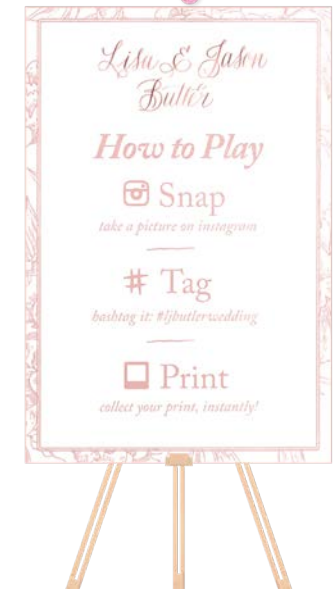 Lisa & Jason
Butler
How to Play
Snap
take a picture on instagram
# Tag
hashtag it: #ljbutlerwedding
Print
collect your print, instantly!